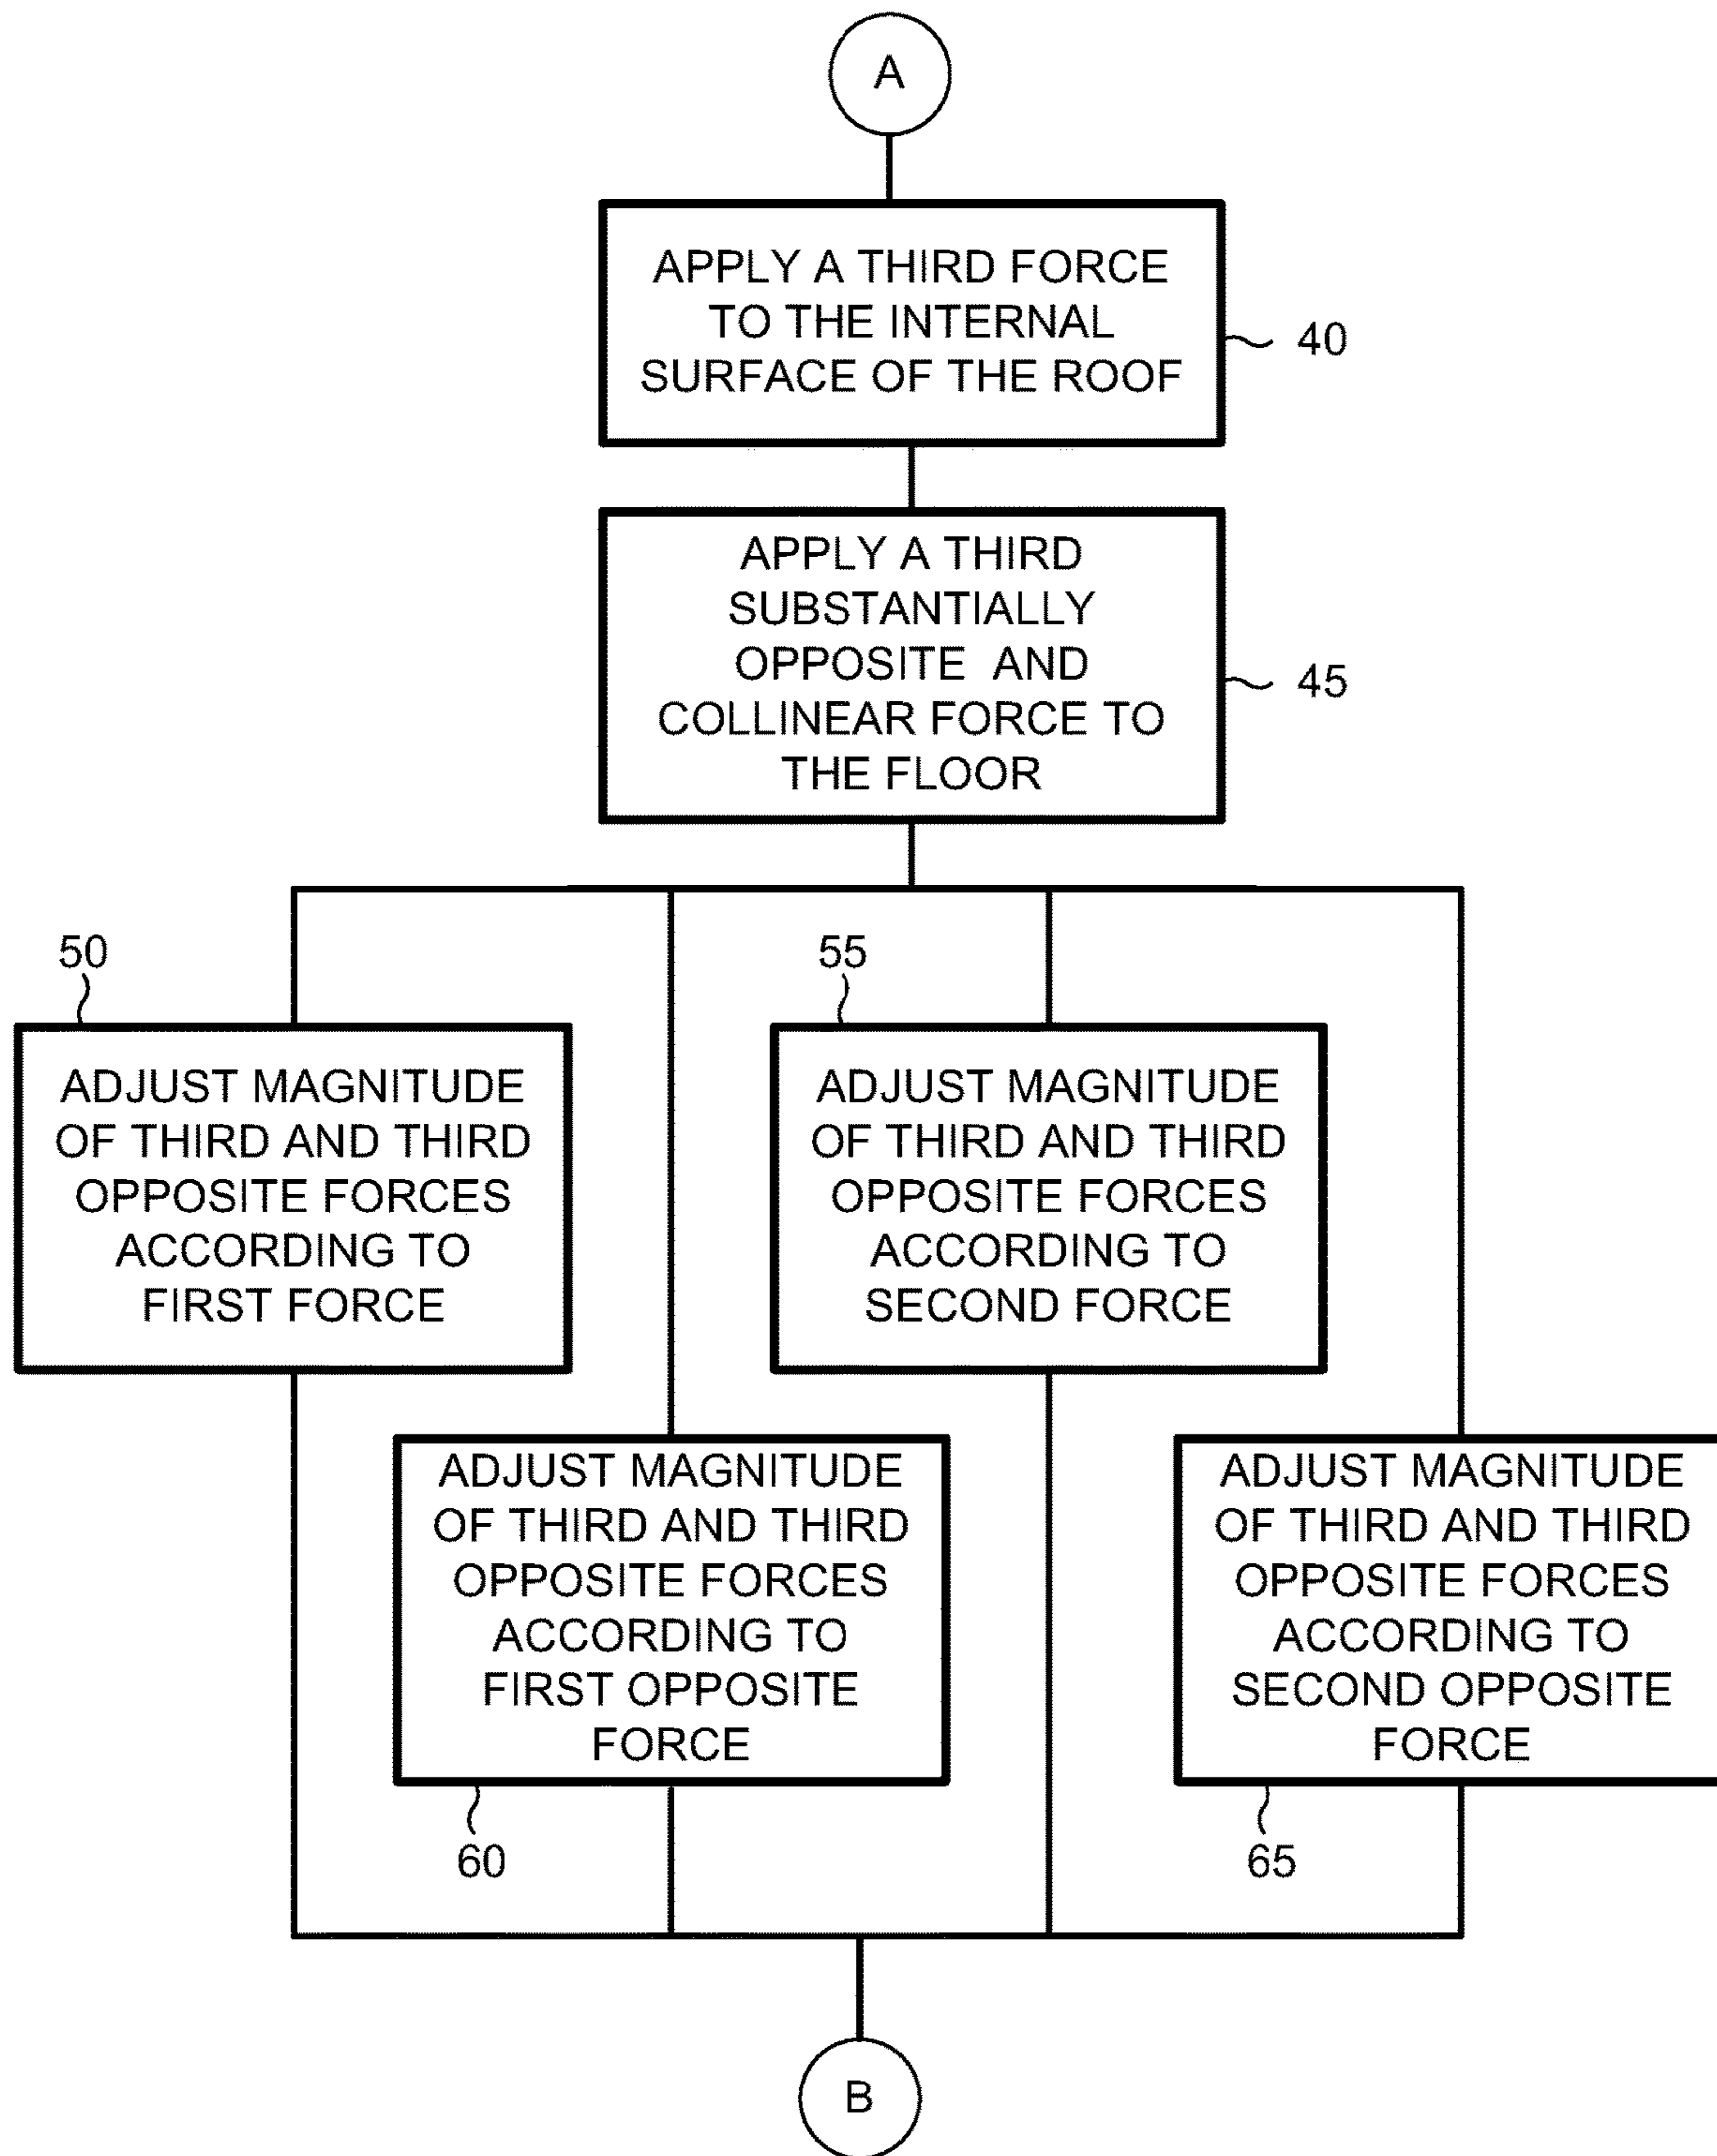 A
APPLY A THIRD FORCE
TO THE INTERNAL
SURFACE OF THE ROOF
40
APPLY A THIRD
SUBSTANTIALLY
OPPOSITE AND
COLLINEAR FORCE TO
THE FLOOR
45
50
ADJUST MAGNITUDE
OF THIRD AND THIRD
OPPOSITE FORCES
ACCORDING TO
FIRST FORCE
55
ADJUST MAGNITUDE
OF THIRD AND THIRD
OPPOSITE FORCES
ACCORDING TO
SECOND FORCE
ADJUST MAGNITUDE
OF THIRD AND THIRD
OPPOSITE FORCES
ACCORDING TO
FIRST OPPOSITE
FORCE
60
ADJUST MAGNITUDE
OF THIRD AND THIRD
OPPOSITE FORCES
ACCORDING TO
SECOND OPPOSITE
FORCE
65
B